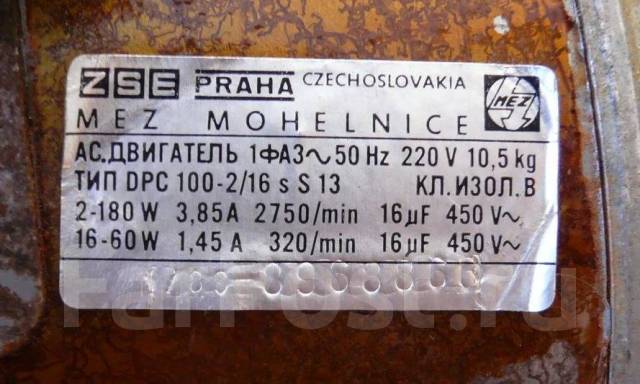 ZSE PRAHA CZECHOSLOVAKIA MEZ
MEZ MOHELNICE
АС.ДВИГАТЕЛЬ 1ФАЗ∿50 Hz 220 V 10,5 kg
ТИП DPC 100-2/16 s S 13 КЛ.ИЗОЛ.В
2-180 W 3,85A 2750/min 16µF 450 V∿
16-60 W 1,45 A 320/min 16µF 450 V∿
FarPost.ru